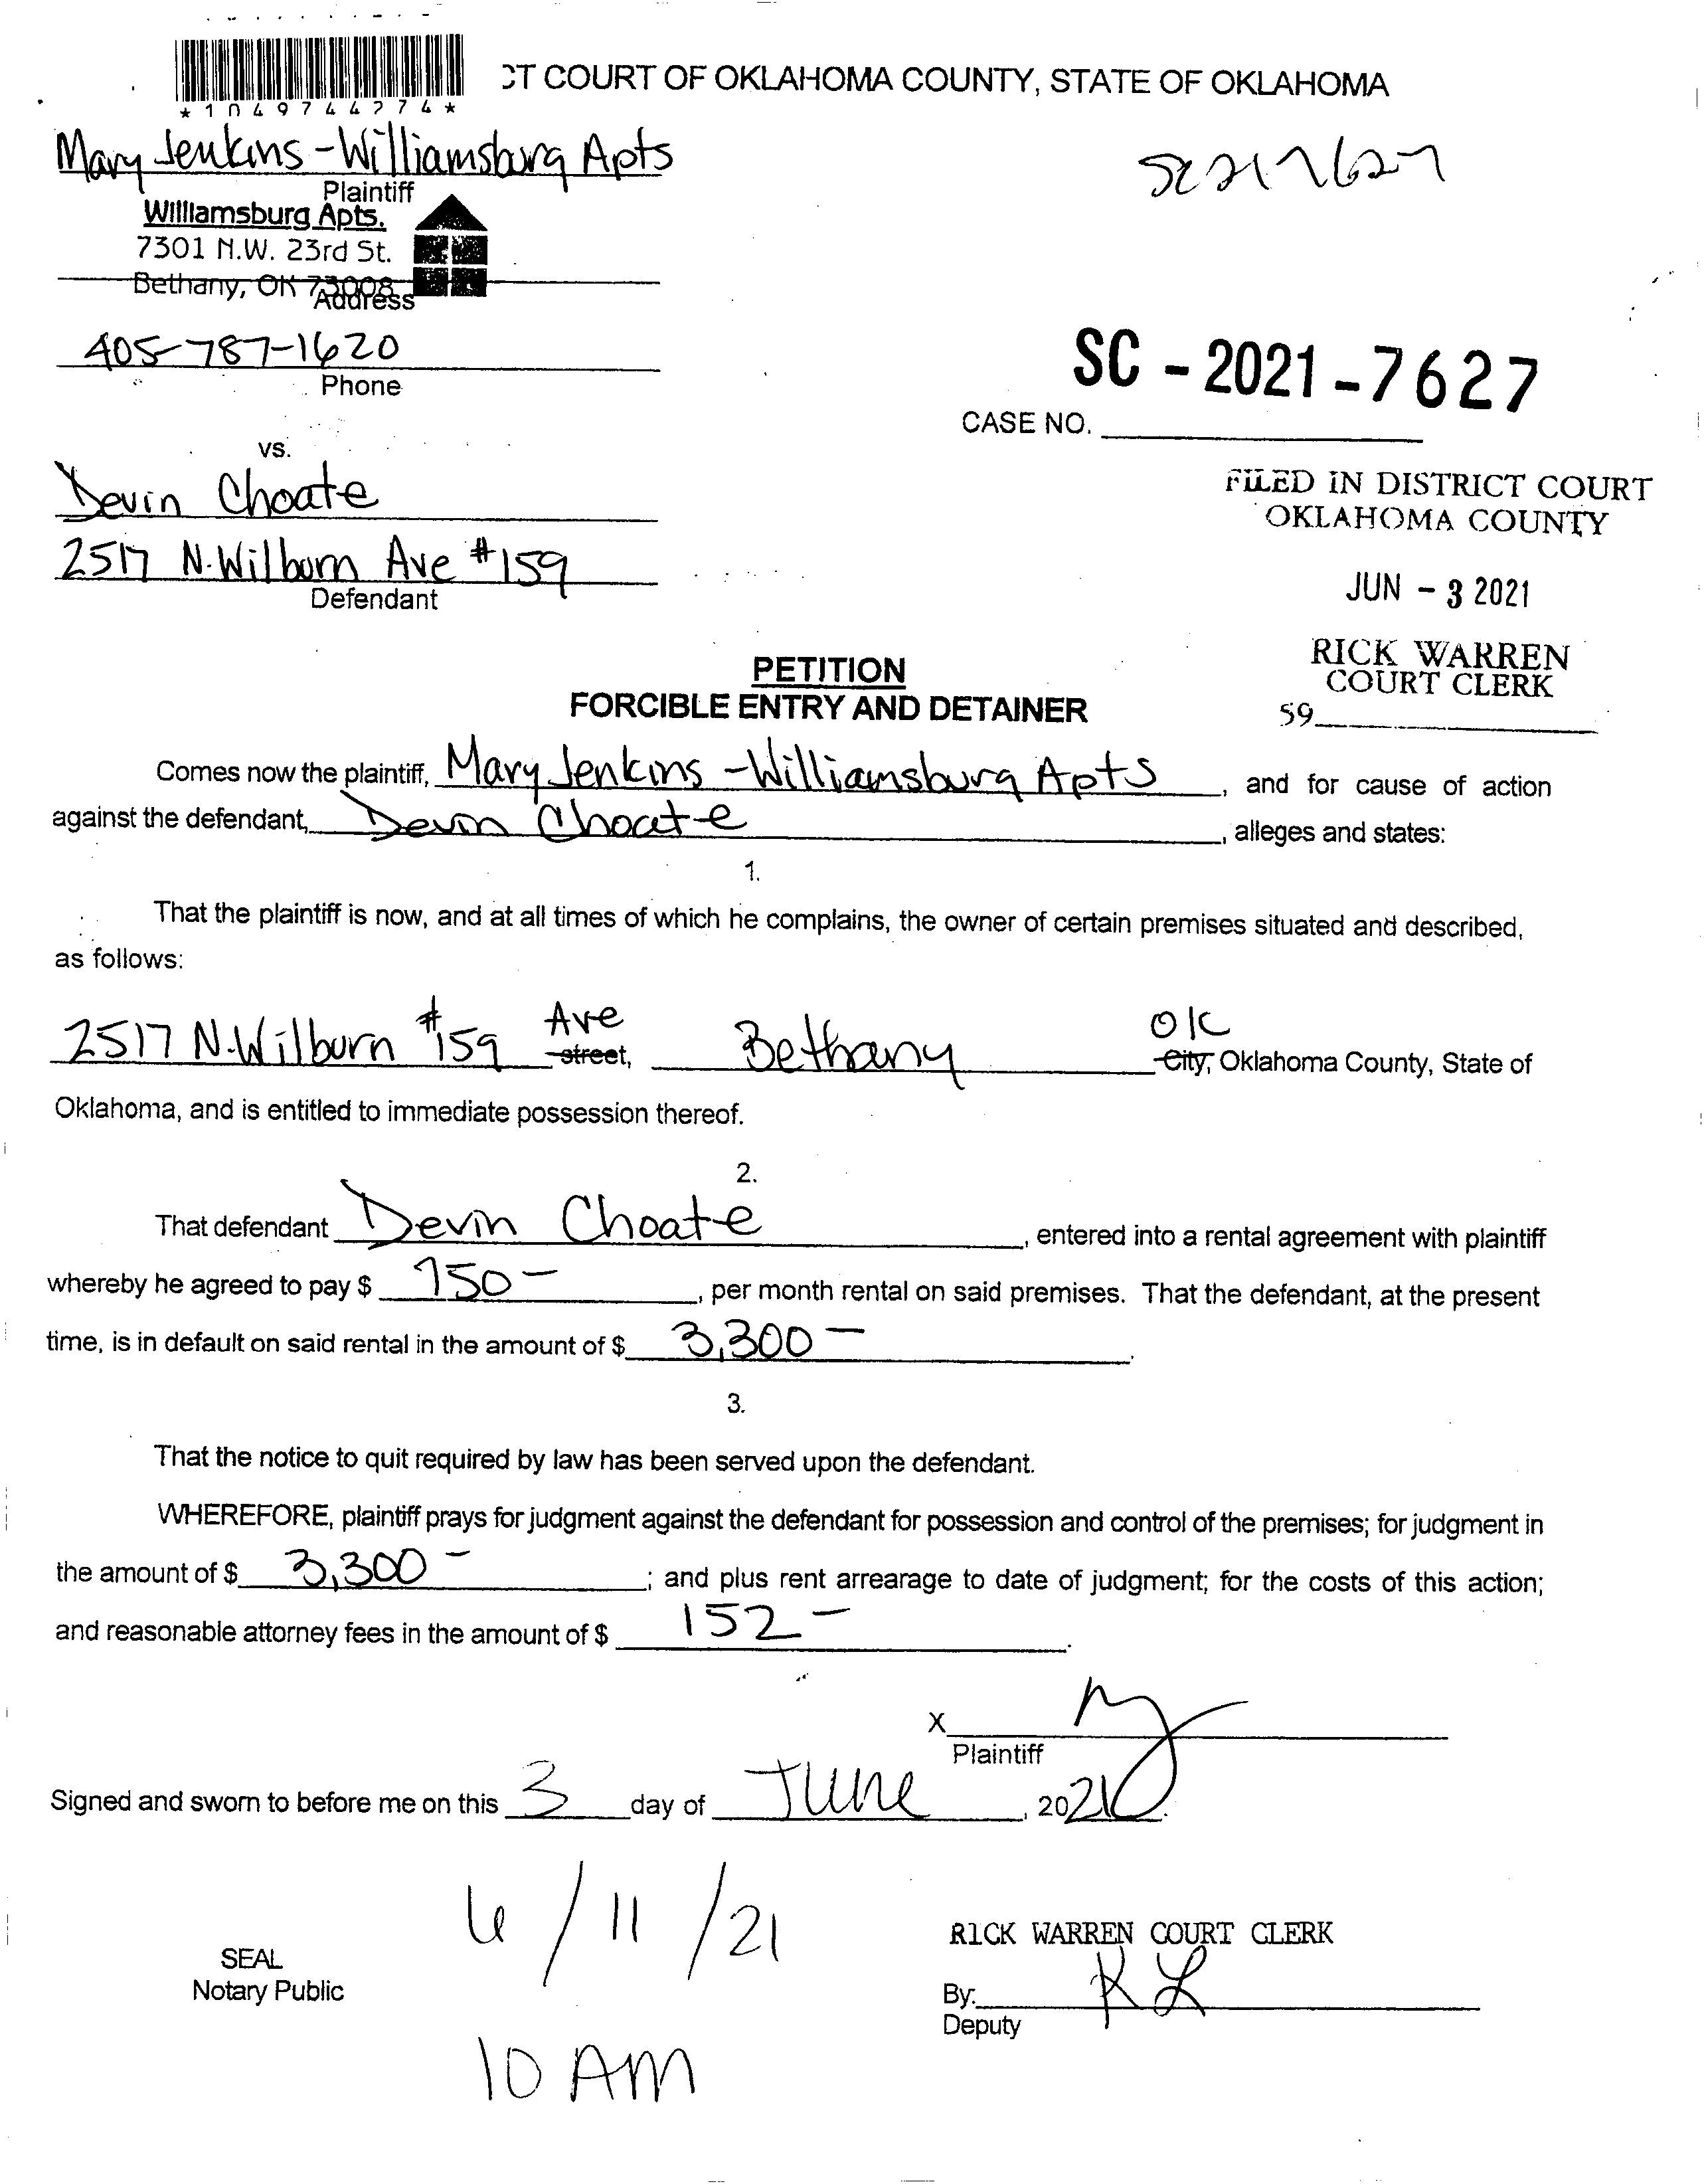 *1049744274*
CT COURT OF OKLAHOMA COUNTY, STATE OF OKLAHOMA
Mary Jenkins - Williamsburg Apts
Plaintiff
SC217627
Williamsburg Apts.
7301 N.W. 23rd St.
Bethany, OK 73008
Address
405-787-1620
Phone
SC - 2021 - 7627
CASE NO.
vs.
Devin Choate
2517 N. Wilburn Ave #159
Defendant
FILED IN DISTRICT COURT
OKLAHOMA COUNTY
JUN - 3 2021
RICK WARREN
COURT CLERK
59
PETITION
FORCIBLE ENTRY AND DETAINER
Comes now the plaintiff, Mary Jenkins - Williamsburg Apts, and for cause of action
against the defendant, Devin Choate, alleges and states:
1.
That the plaintiff is now, and at all times of which he complains, the owner of certain premises situated and described,
as follows:
2517 N. Wilburn #159 Ave street, Bethany OK City, Oklahoma County, State of
Oklahoma, and is entitled to immediate possession thereof.
2.
That defendant Devin Choate, entered into a rental agreement with plaintiff
whereby he agreed to pay $ 750-, per month rental on said premises. That the defendant, at the present
time, is in default on said rental in the amount of $ 3,300-.
3.
That the notice to quit required by law has been served upon the defendant.
WHEREFORE, plaintiff prays for judgment against the defendant for possession and control of the premises; for judgment in
the amount of $ 3,300-; and plus rent arrearage to date of judgment; for the costs of this action;
and reasonable attorney fees in the amount of $ 152-.
X
Plaintiff
Signed and sworn to before me on this 3 day of June, 2021.
6/11/21
SEAL
Notary Public
10 AM
RICK WARREN COURT CLERK
By: KL
Deputy